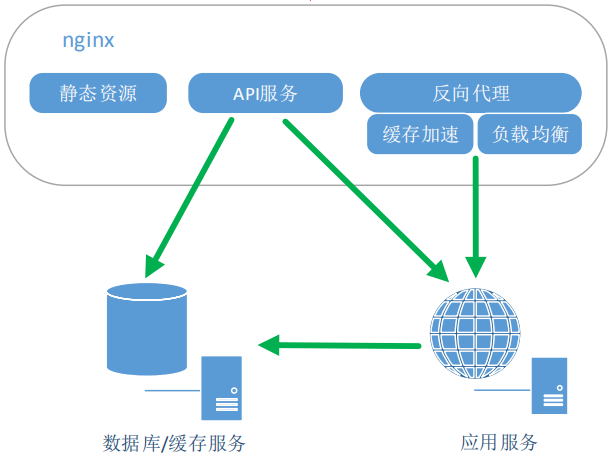 nginx
静态资源
API服务
反向代理
缓存加速
负载均衡
数据库/缓存服务
应用服务